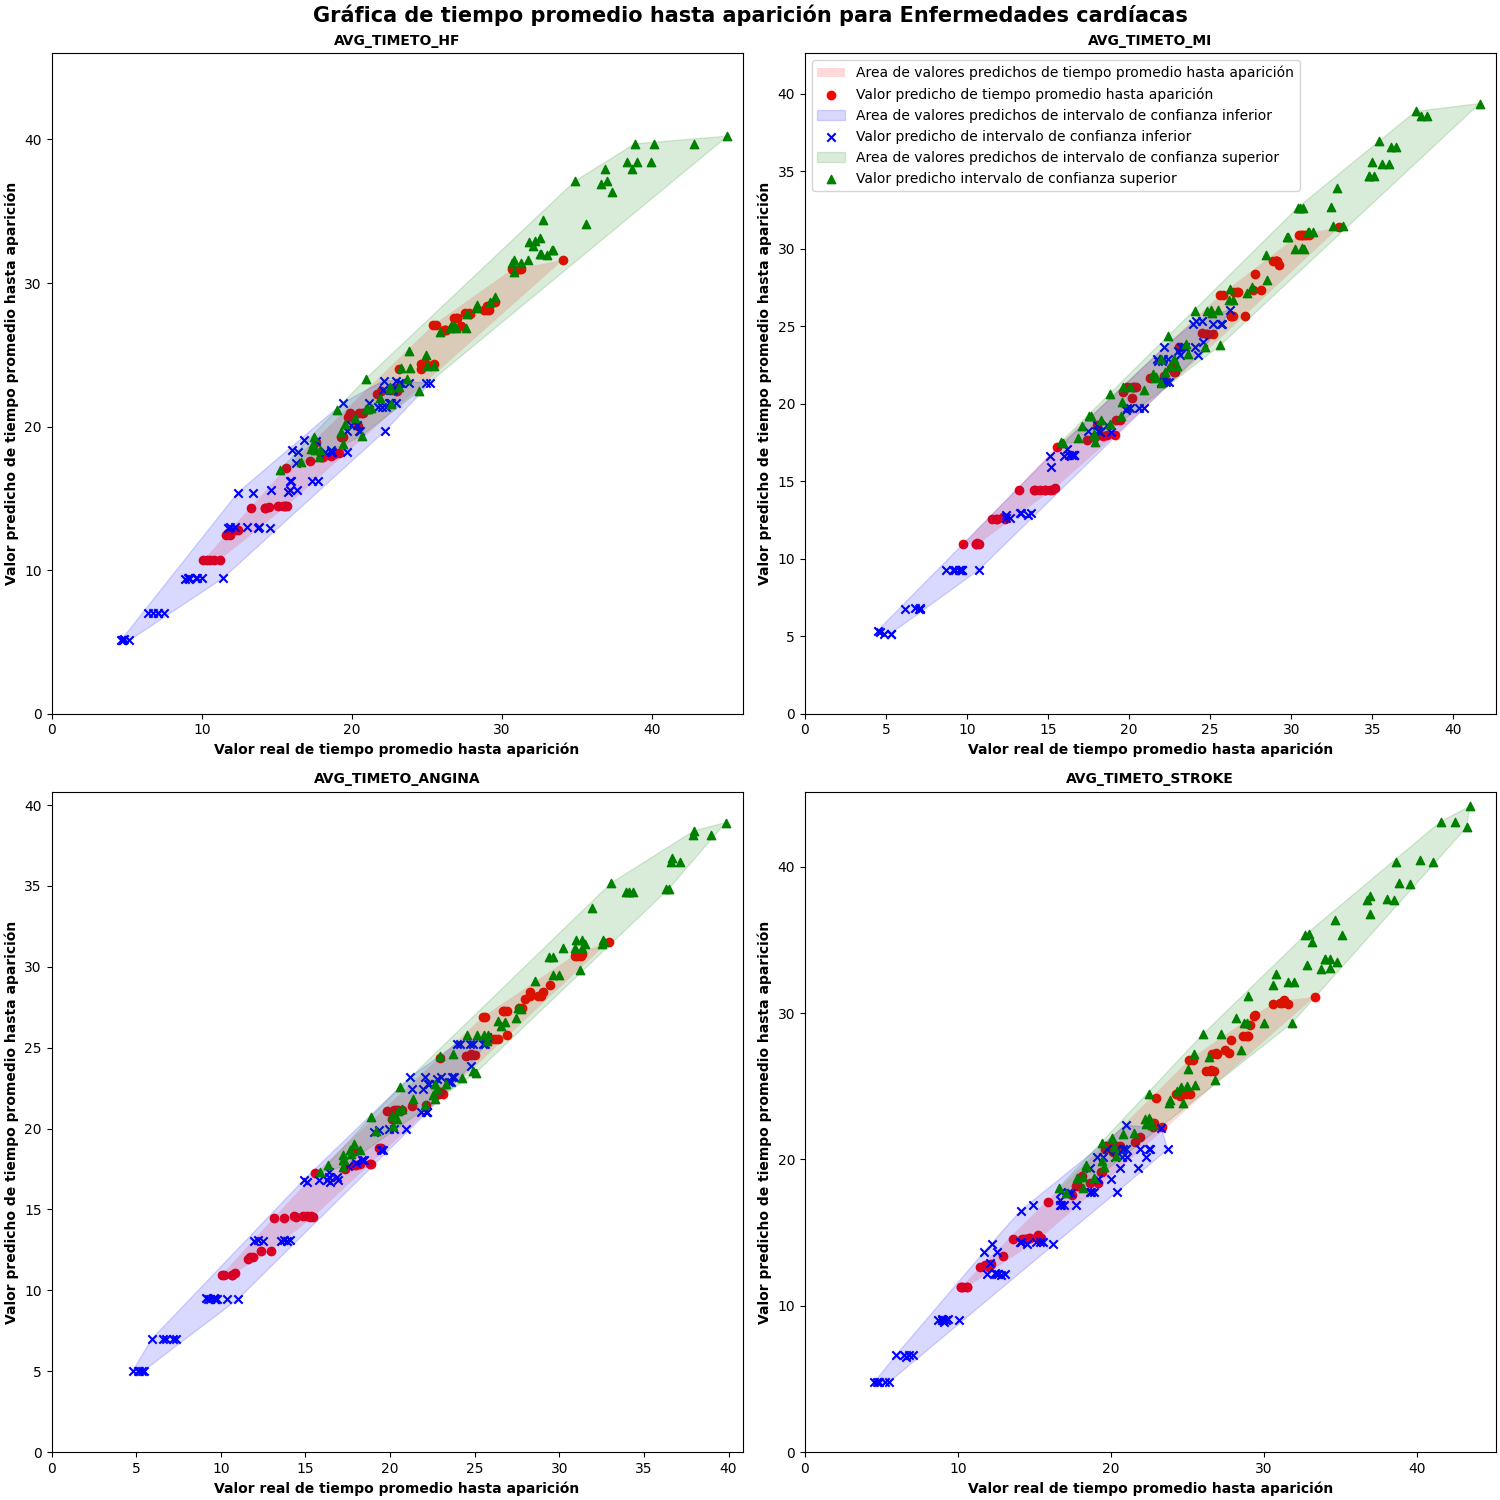 Gráfica de tiempo promedio hasta aparición para Enfermedades cardíacas
AVG_TIMETO_HF
Valor predicho de tiempo promedio hasta aparición
40
30
20
10
0
0 10 20 30 40
Valor real de tiempo promedio hasta aparición
AVG_TIMETO_MI
Area de valores predichos de tiempo promedio hasta aparición
Valor predicho de tiempo promedio hasta aparición
Area de valores predichos de intervalo de confianza inferior
Valor predicho de intervalo de confianza inferior
Area de valores predichos de intervalo de confianza superior
Valor predicho intervalo de confianza superior
Valor predicho de tiempo promedio hasta aparición
40
35
30
25
20
15
10
5
0
0 5 10 15 20 25 30 35 40
Valor real de tiempo promedio hasta aparición
AVG_TIMETO_ANGINA
Valor predicho de tiempo promedio hasta aparición
40
35
30
25
20
15
10
5
0
0 5 10 15 20 25 30 35 40
Valor real de tiempo promedio hasta aparición
AVG_TIMETO_STROKE
Valor predicho de tiempo promedio hasta aparición
40
30
20
10
0
0 10 20 30 40
Valor real de tiempo promedio hasta aparición